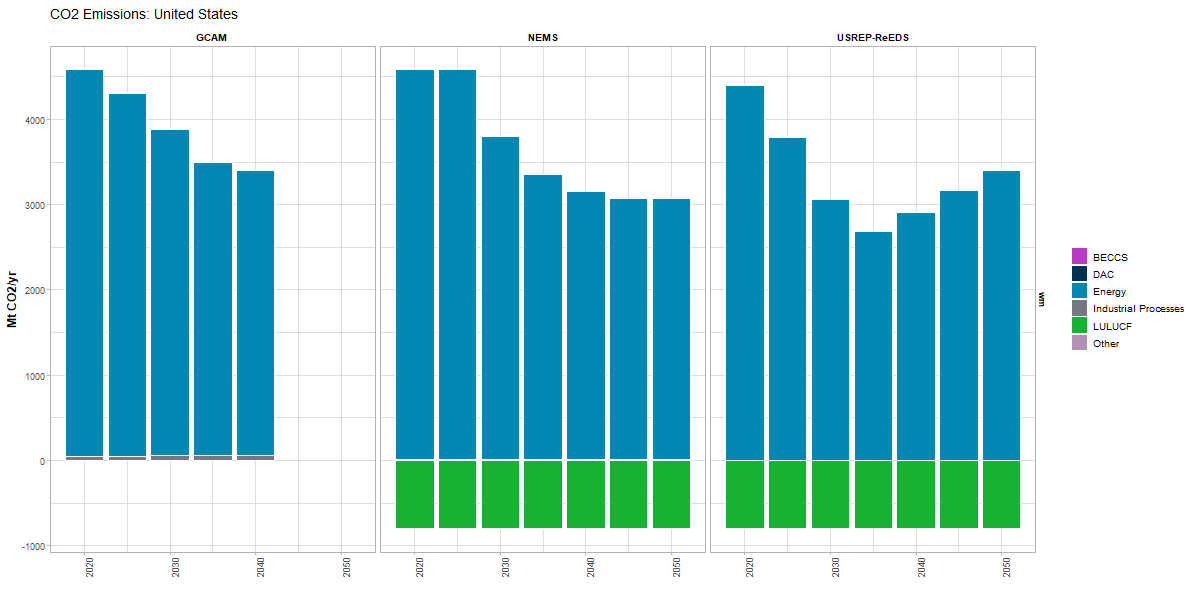 CO2 Emissions: United States
GCAM
NEMS
USREP-ReEDS
Mt CO2/yr
4000
3000
2000
1000
0
-1000
2020
2030
2040
2050
2020
2030
2040
2050
2020
2030
2040
2050
wm
BECCS
DAC
Energy
Industrial Processes
LULUCF
Other